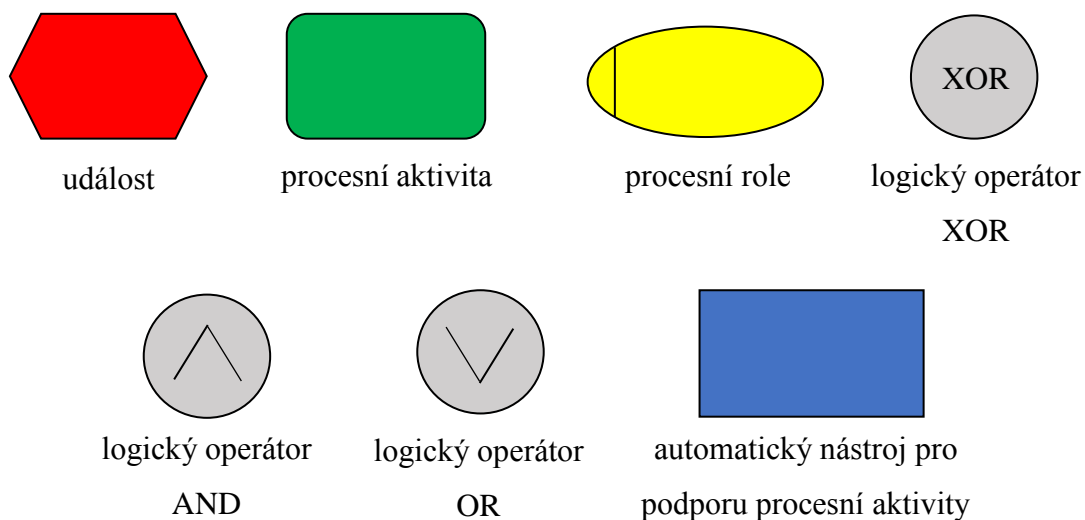 XOR
událost
procesní aktivita
procesní role
logický operátor
XOR
logický operátor
AND
logický operátor
OR
automatický nástroj pro
podporu procesní aktivity